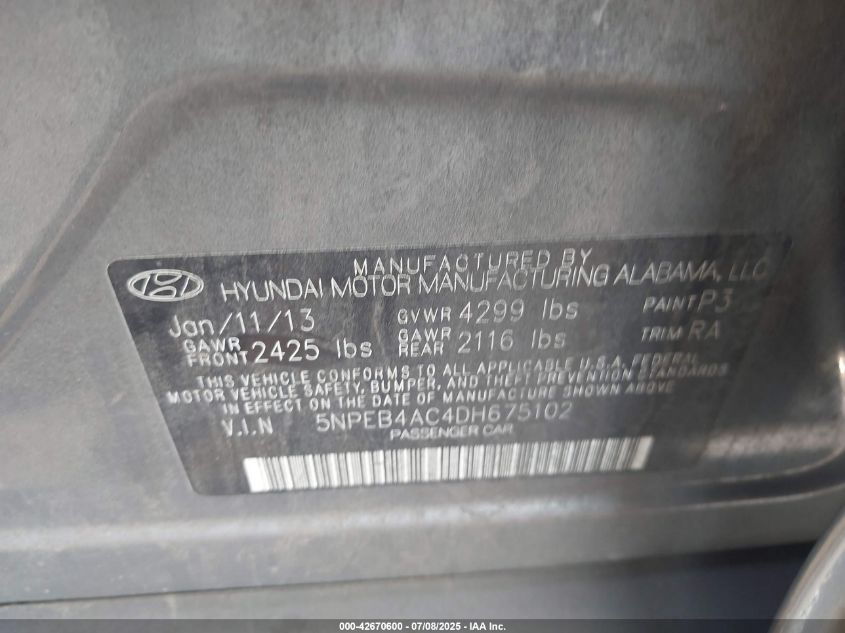 MANUFACTURED BY
HYUNDAI MOTOR MANUFACTURING ALABAMA, LLC
Jan/11/13 GVWR 4299 lbs PAINT P3
GAWR FRONT 2425 lbs GAWR REAR 2116 lbs TRIM RA
THIS VEHICLE CONFORMS TO ALL APPLICABLE U.S.A. FEDERAL
MOTOR VEHICLE SAFETY, BUMPER, AND THEFT PREVENTION STANDARDS
IN EFFECT ON THE DATE OF MANUFACTURE SHOWN ABOVE
V.I.N 5NPEB4AC4DH675102
PASSENGER CAR
000-42670600 - 07/08/2025 - IAA Inc.